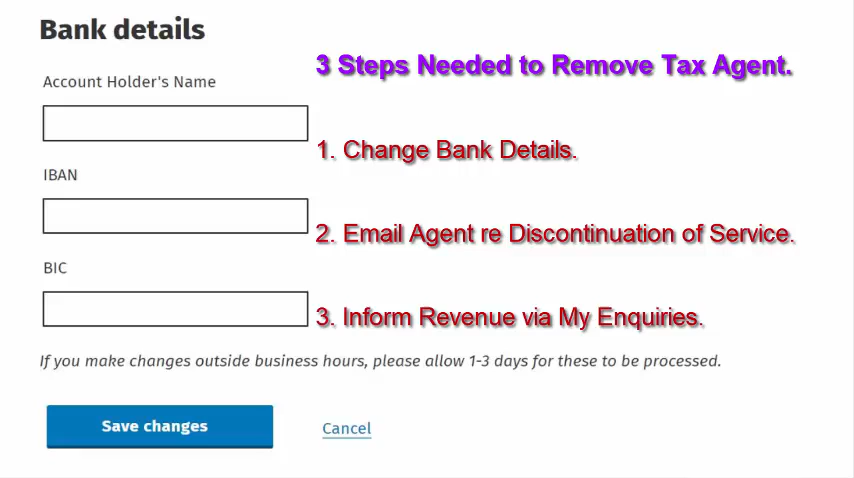 Bank details
3 Steps Needed to Remove Tax Agent.
Account Holder's Name
1. Change Bank Details.
IBAN
2. Email Agent re Discontinuation of Service.
BIC
3. Inform Revenue via My Enquiries.
If you make changes outside business hours, please allow 1-3 days for these to be processed.
Save changes
Cancel